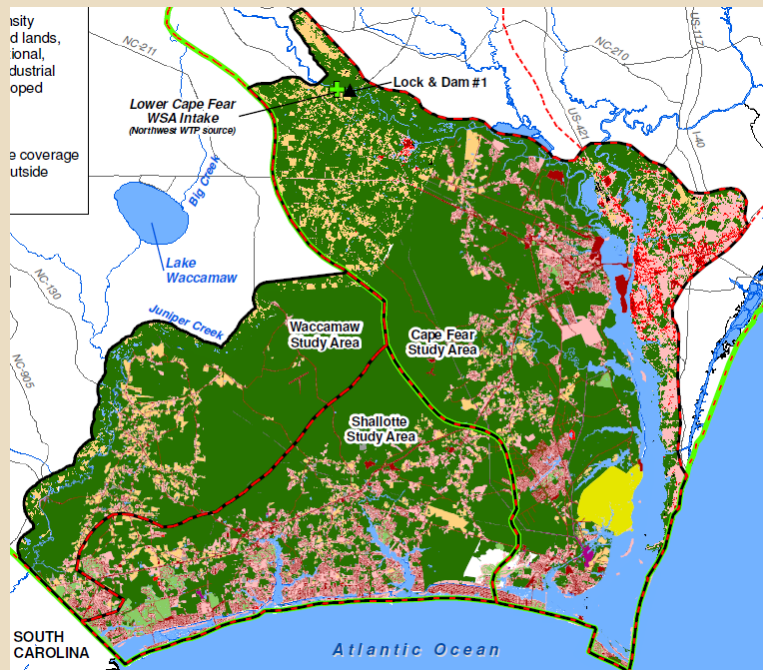 nsity
d lands,
ional,
dustrial
oped
e coverage
utside
NC-211
NC-210
US-117
US-421
I-40
Lock & Dam #1
Lower Cape Fear
WSA Intake
(Northwest WTP source)
Big Creek
Lake
Waccamaw
NC-130
Juniper Creek
NC-905
Waccamaw
Study Area
Cape Fear
Study Area
Shallotte
Study Area
SOUTH
CAROLINA
Atlantic Ocean